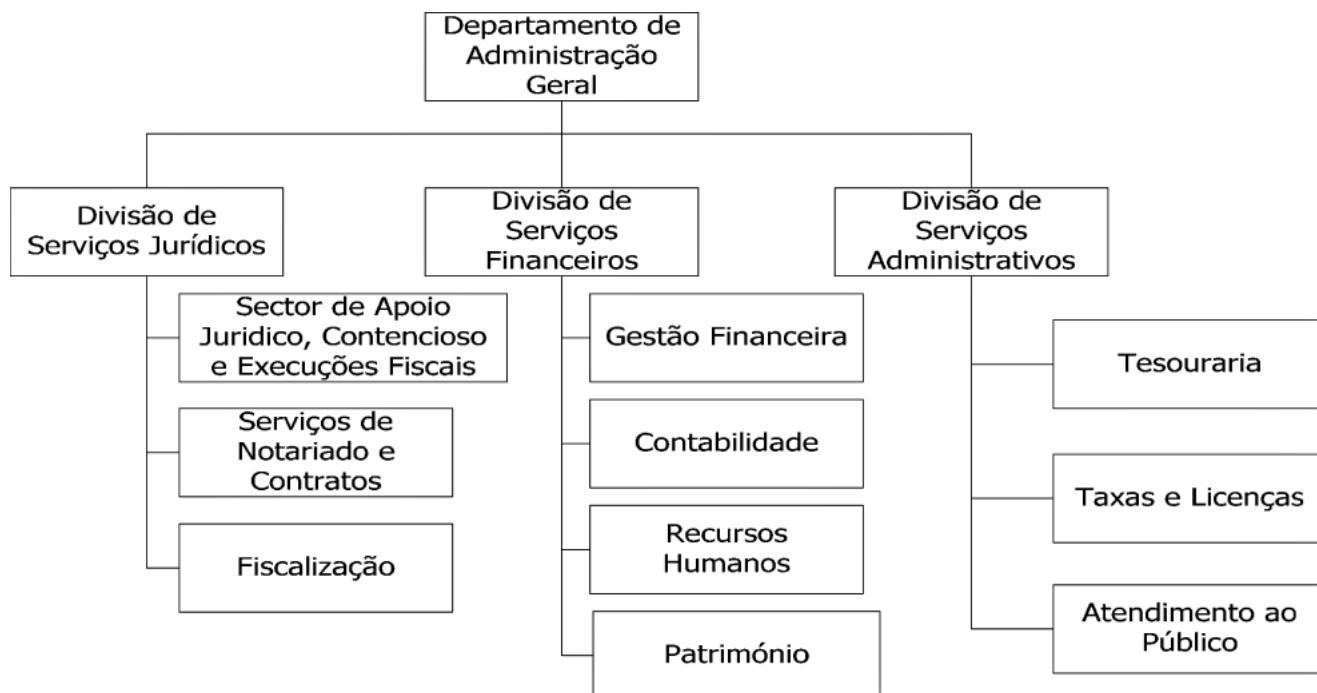 Departamento de
Administração
Geral
Divisão de
Serviços Jurídicos
Divisão de
Serviços
Financeiros
Divisão de
Serviços
Administrativos
Sector de Apoio
Juridico, Contencioso
e Execuções Fiscais
Serviços de
Notariado e
Contratos
Fiscalização
Gestão Financeira
Contabilidade
Recursos
Humanos
Património
Tesouraria
Taxas e Licenças
Atendimento ao
Público